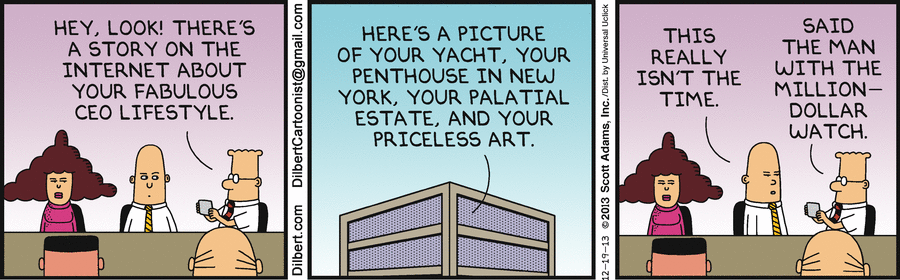 HEY, LOOK! THERE'S
A STORY ON THE
INTERNET ABOUT
YOUR FABULOUS
CEO LIFESTYLE.
Dilbert.com DilbertCartoonist@gmail.com
HERE'S A PICTURE
OF YOUR YACHT, YOUR
PENTHOUSE IN NEW
YORK, YOUR PALATIAL
ESTATE, AND YOUR
PRICELESS ART.
12-19-13 © 2013 Scott Adams, Inc. /Dist. by Universal Uclick
THIS
REALLY
ISN'T THE
TIME.
SAID
THE MAN
WITH THE
MILLION-
DOLLAR
WATCH.